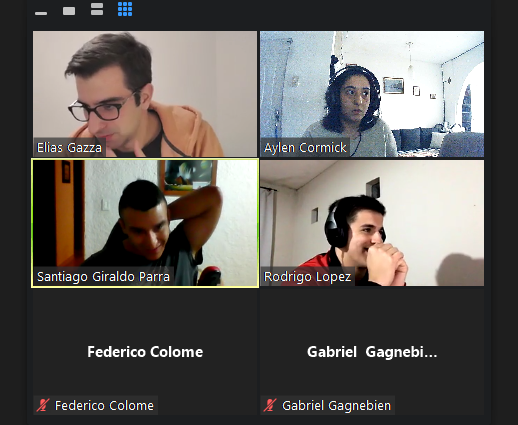 Elias Gazza
Aylen Cormick
Santiago Giraldo Parra
Rodrigo Lopez
Federico Colome
Gabriel Gagnebi...
Federico Colome
Gabriel Gagnebien